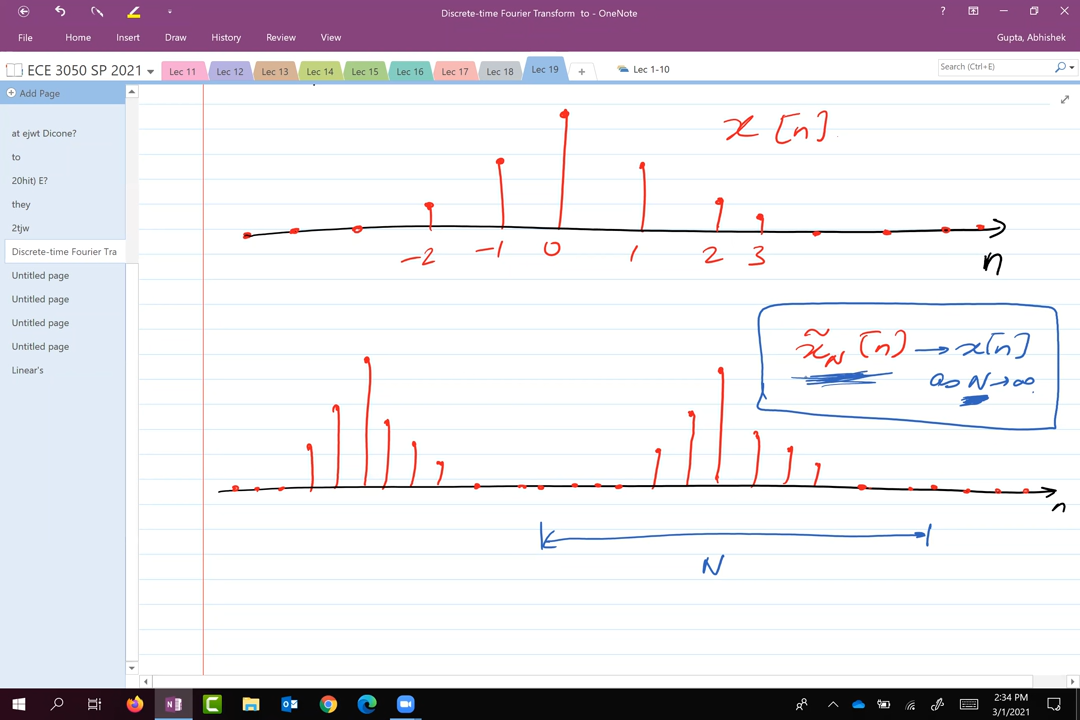 Discrete-time Fourier Transform to - OneNote
?
File
Home
Insert
Draw
History
Review
View
Gupta, Abhishek
ECE 3050 SP 2021
Lec 11
Lec 12
Lec 13
Lec 14
Lec 15
Lec 16
Lec 17
Lec 18
Lec 19
+
Lec 1-10
Search (Ctrl+E)
Add Page
at ejwt Dicone?
to
20hit) E?
they
2tjw
Discrete-time Fourier Tra
Untitled page
Untitled page
Untitled page
Untitled page
Linear's
x [n]
-2 -1 0 1 2 3
n
x̃N [n] → x[n]
as N→∞
n
N
2:34 PM
3/1/2021